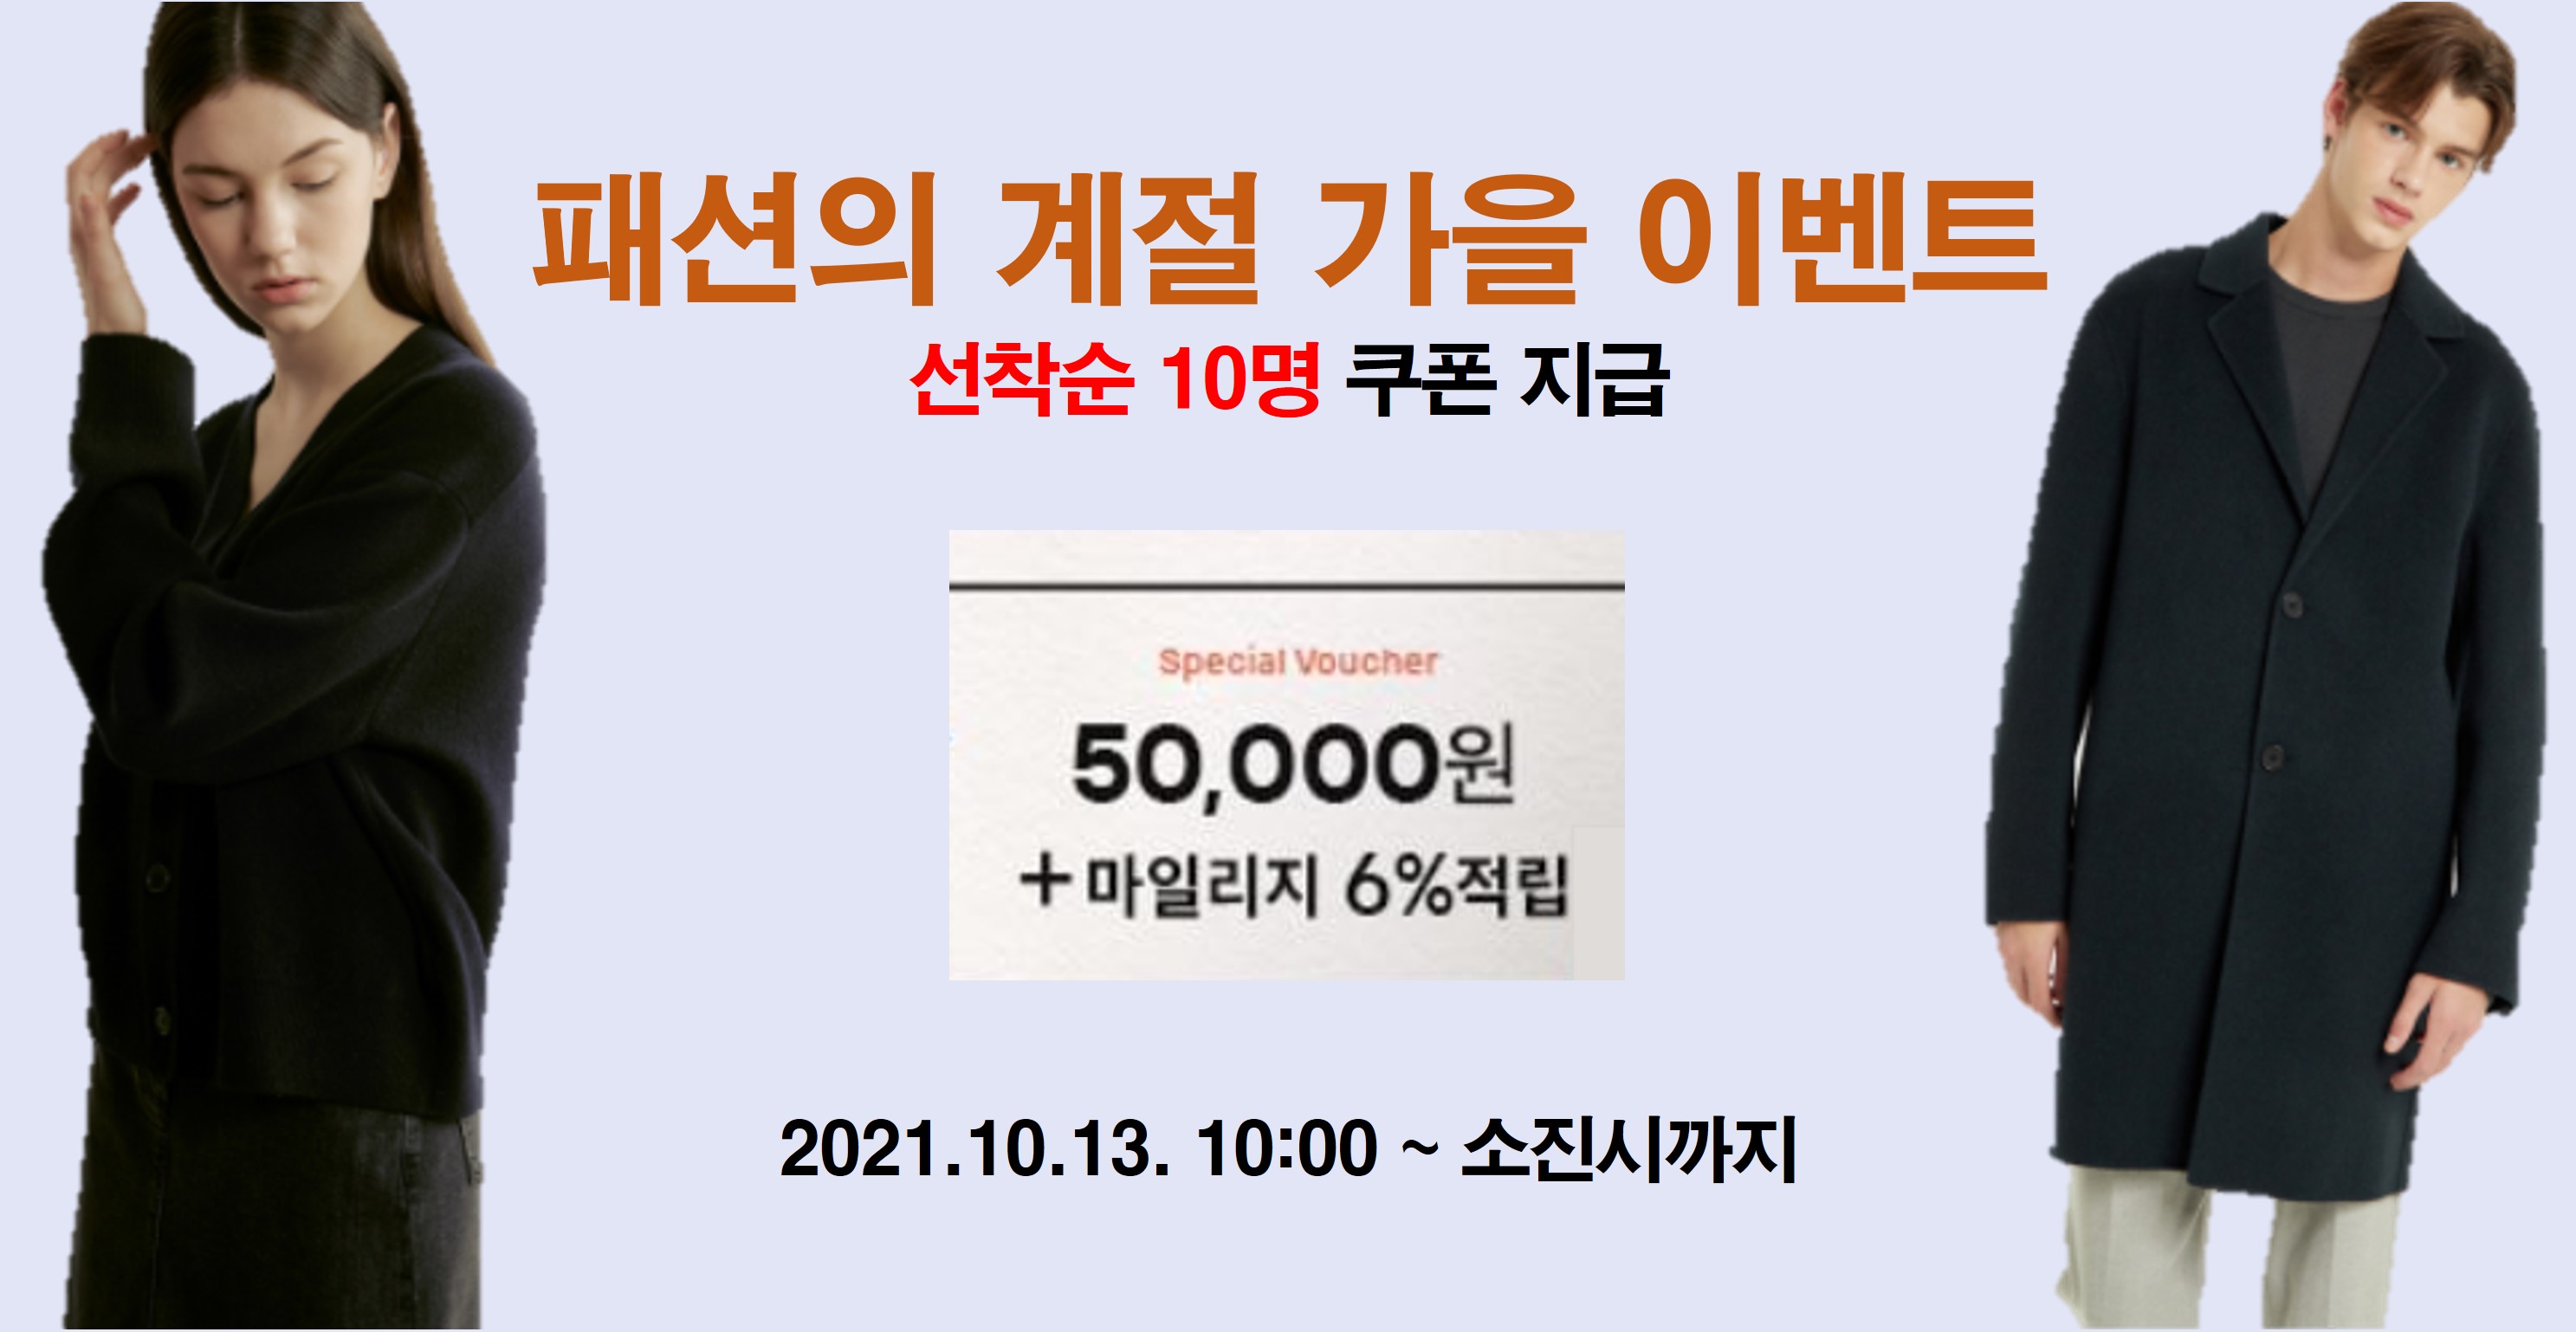 패션의 계절 가을 이벤트
선착순 10명 쿠폰 지급
Special Voucher
50,000원
+마일리지 6%적립
2021.10.13. 10:00 ~ 소진시까지